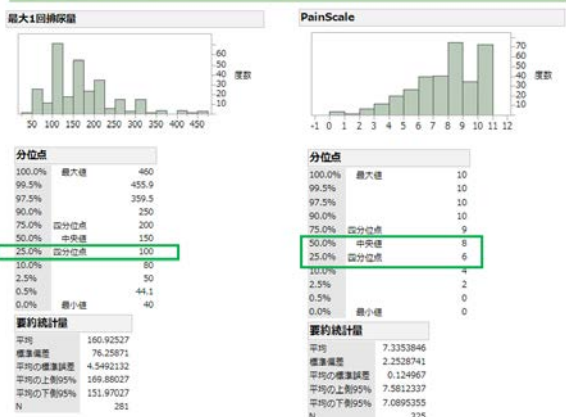 最大1回排尿量
60
50
40 度数
30
20
10
50 100 150 200 250 300 350 400 450
分位点
100.0% 最大値 460
99.5% 455.9
97.5% 359.5
90.0% 250
75.0% 四分位点 200
50.0% 中央値 150
25.0% 四分位点 100
10.0% 80
2.5% 50
0.5% 44.1
0.0% 最小値 40
要約統計量
平均 160.92527
標準偏差 76.25871
平均の標準誤差 4.5492132
平均の上側95% 169.88027
平均の下側95% 151.97027
N 281
PainScale
70
60
50
40 度数
30
20
10
-1 0 1 2 3 4 5 6 7 8 9 10 11 12
分位点
100.0% 最大値 10
99.5% 10
97.5% 10
90.0% 10
75.0% 四分位点 9
50.0% 中央値 8
25.0% 四分位点 6
10.0% 4
2.5% 2
0.5% 0
0.0% 最小値 0
要約統計量
平均 7.3353846
標準偏差 2.2528741
平均の標準誤差 0.124967
平均の上側95% 7.5812337
平均の下側95% 7.0895355
N 325